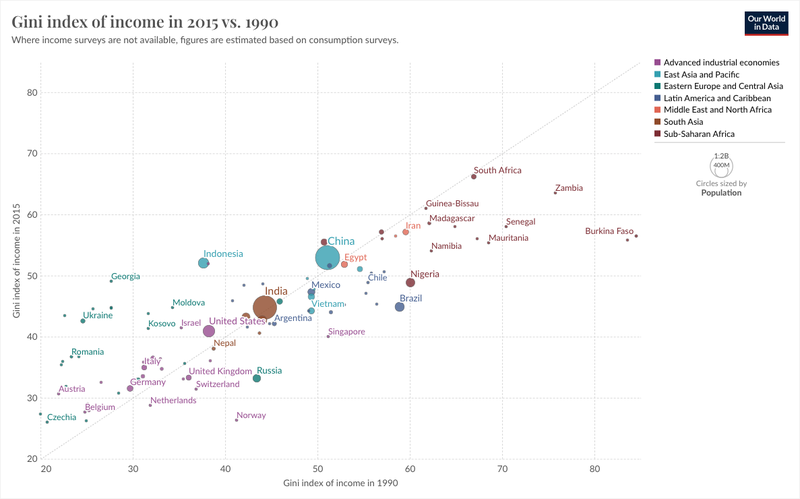 Gini index of income in 2015 vs. 1990
Where income surveys are not available, figures are estimated based on consumption surveys.
Our World
in Data
Advanced industrial economies
East Asia and Pacific
Eastern Europe and Central Asia
Latin America and Caribbean
Middle East and North Africa
South Asia
Sub-Saharan Africa
1:2B
400M
Circles sized by
Population
Gini index of income in 2015
80
70
60
50
40
30
20
South Africa
Zambia
Guinea-Bissau
Madagascar
Iran
Senegal
Burkina Faso
Mauritania
Namibia
China
Egypt
Indonesia
Georgia
Chile
Nigeria
Mexico
India
Brazil
Vietnam
Moldova
Ukraine
Kosovo
Israel
United States
Argentina
Singapore
Nepal
Romania
Italy
United Kingdom
Russia
Germany
Switzerland
Austria
Netherlands
Belgium
Norway
Czechia
20
30
40
50
60
70
80
Gini index of income in 1990